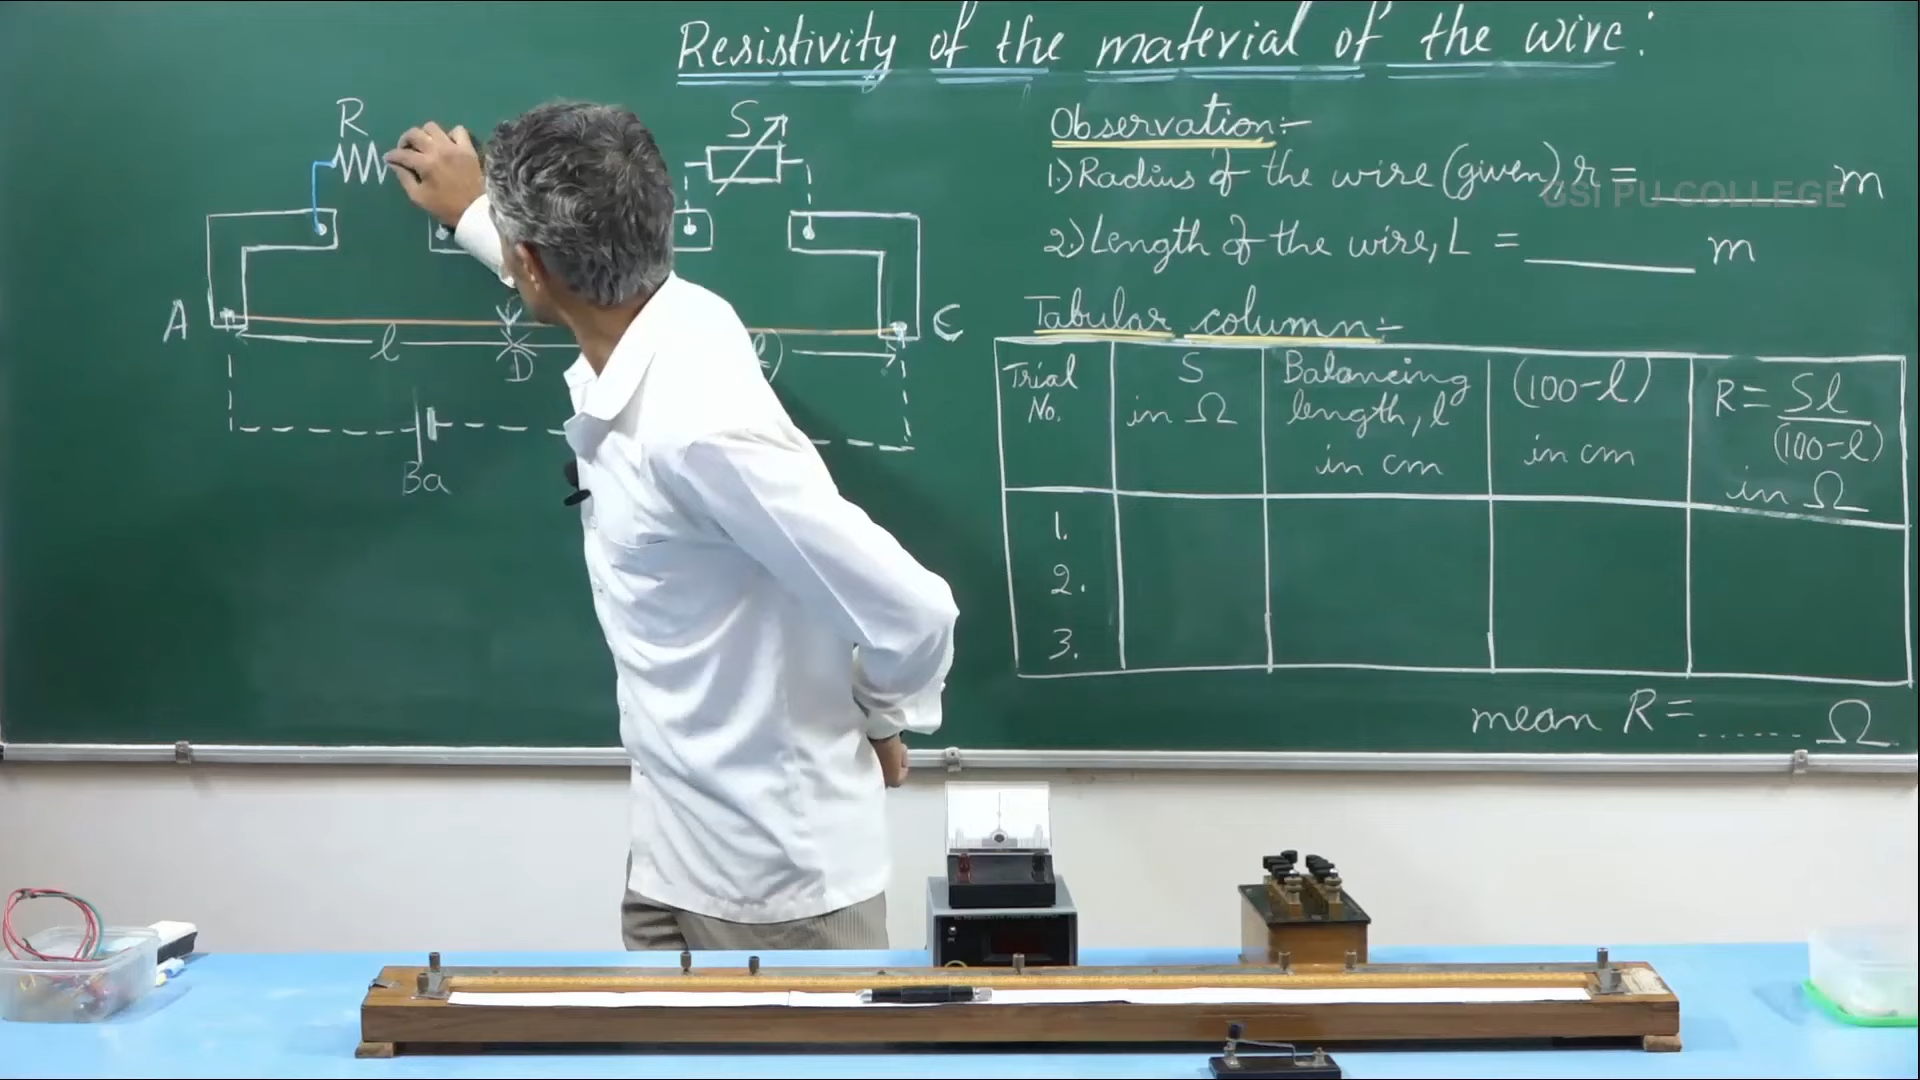 Resistivity of the material of the wire:
R
S
A
C
l
D
l)
Ba
Observation:-
1.) Radius of the wire (given) r = ______ m
GSI PU COLLEGE
2.) Length of the wire, L = ______ m
Tabular column:-
Trial No.
S in Ω
Balancing length, l in cm
(100-l) in cm
R = Sl/(100-l) in Ω
1.
2.
3.
mean R = ...... Ω